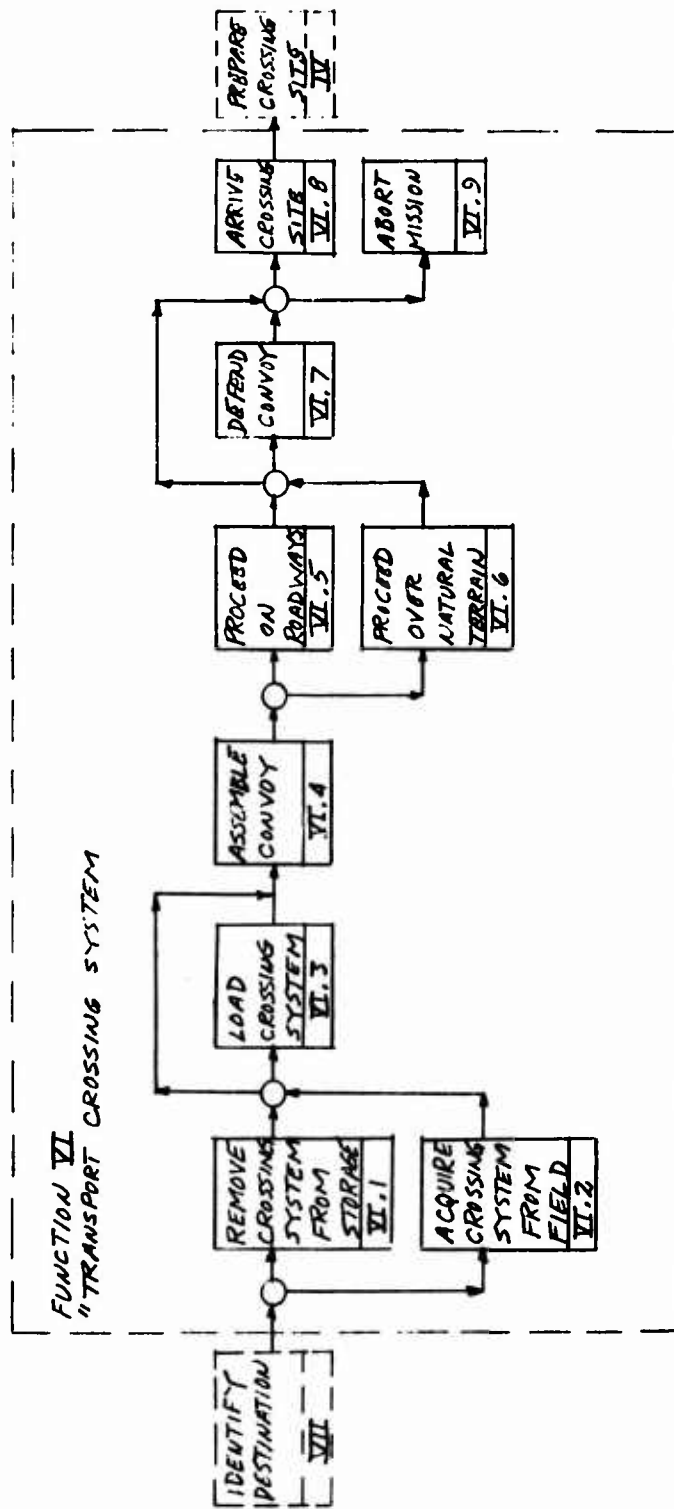 FUNCTION VI
"TRANSPORT CROSSING SYSTEM
IDENTIFY
DESTINATION
VII
REMOVE
CROSSING
SYSTEM
FROM
STORAGE
VI.1
ACQUIRE
CROSSING
SYSTEM
FROM
FIELD
VI.2
LOAD
CROSSING
SYSTEM
VI.3
ASSEMBLE
CONVOY
VI.4
PROCEED
ON
ROADWAYS
VI.5
PROCEED
OVER
NATURAL
TERRAIN
VI.6
DEFEND
CONVOY
VI.7
ARRIVE
CROSSING
SITE
VI.8
ABORT
MISSION
VI.9
PREPARE
CROSSING
SITE
IV